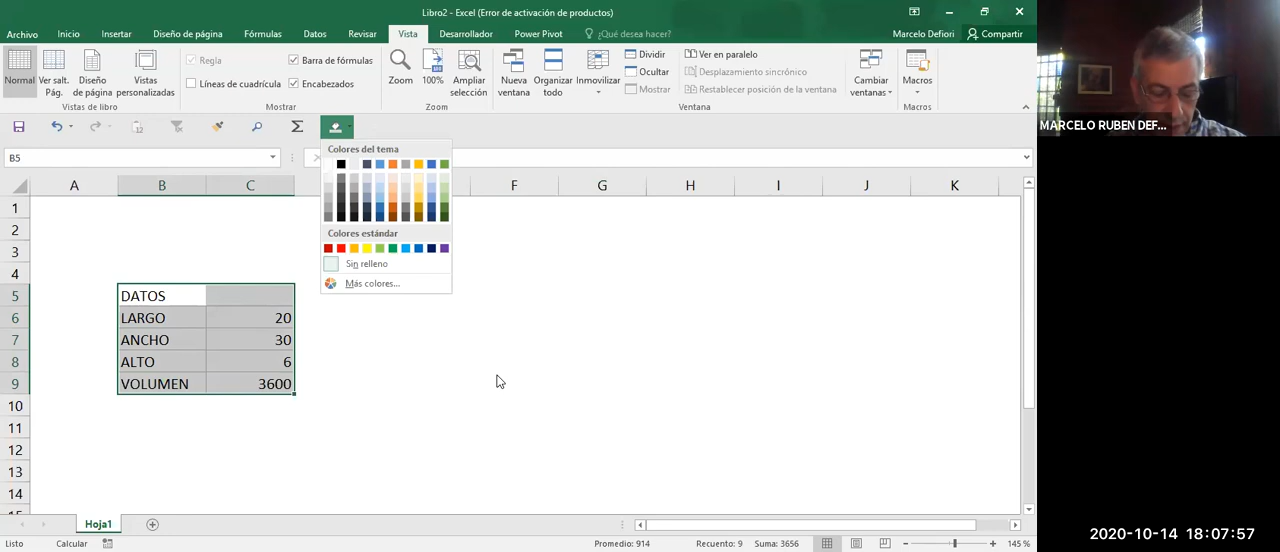 Libro2 - Excel (Error de activación de productos)
Archivo Inicio Insertar Diseño de página Fórmulas Datos Revisar Vista Desarrollador Power Pivot ¿Qué desea hacer? Marcelo Defiori Compartir
Normal
Ver salt. Pág.
Diseño de página
Vistas personalizadas
Vistas de libro
Regla
Líneas de cuadrícula
Barra de fórmulas
Encabezados
Mostrar
Zoom
100%
Ampliar selección
Zoom
Nueva ventana
Organizar todo
Inmovilizar
Dividir
Ocultar
Mostrar
Ver en paralelo
Desplazamiento sincrónico
Restablecer posición de la ventana
Ventana
Cambiar ventanas
Macros
Macros
B5
Colores del tema
Colores estándar
Sin relleno
Más colores...
A B C F G H I J K
1
2
3
4
5 DATOS
6 LARGO 20
7 ANCHO 30
8 ALTO 6
9 VOLUMEN 3600
10
11
12
13
14
Hoja1
Listo Calcular Promedio: 914 Recuento: 9 Suma: 3656 145 %
MARCELO RUBEN DEF...
2020-10-14 18:07:57